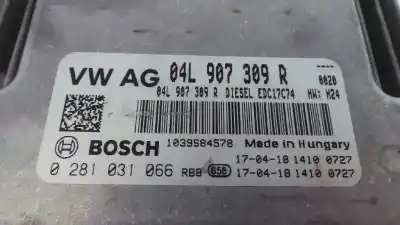 VW AG 04L 907 309 R ----
04L 907 309 R DIESEL EDC17C74 0020
HW: H24
BOSCH 1039S84578 Made in Hungary
17-04-18 1410 0727
0 281 031 066 RB9 656 17-04-18 1410 0727